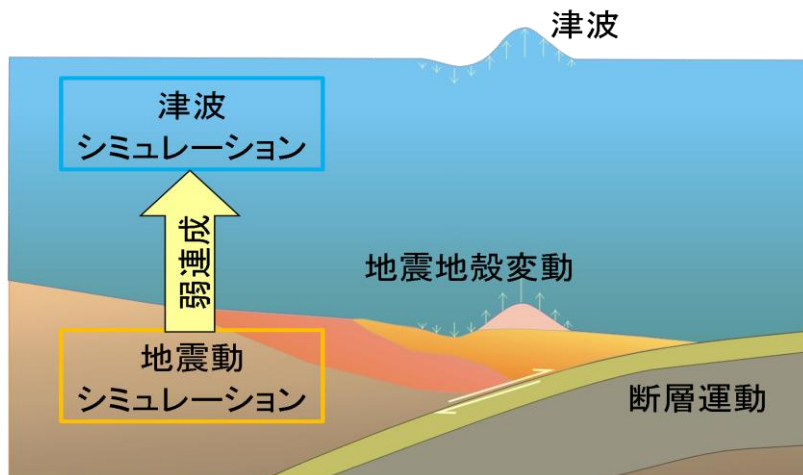 津波
津波
シミュレーション
弱連成
地震地殻変動
地震動
シミュレーション
断層運動